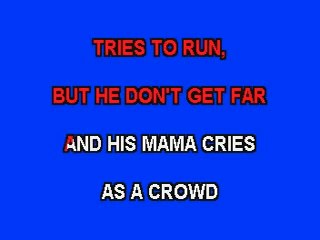 TRIES TO RUN,
BUT HE DON'T GET FAR
AND HIS MAMA CRIES
AS A CROWD